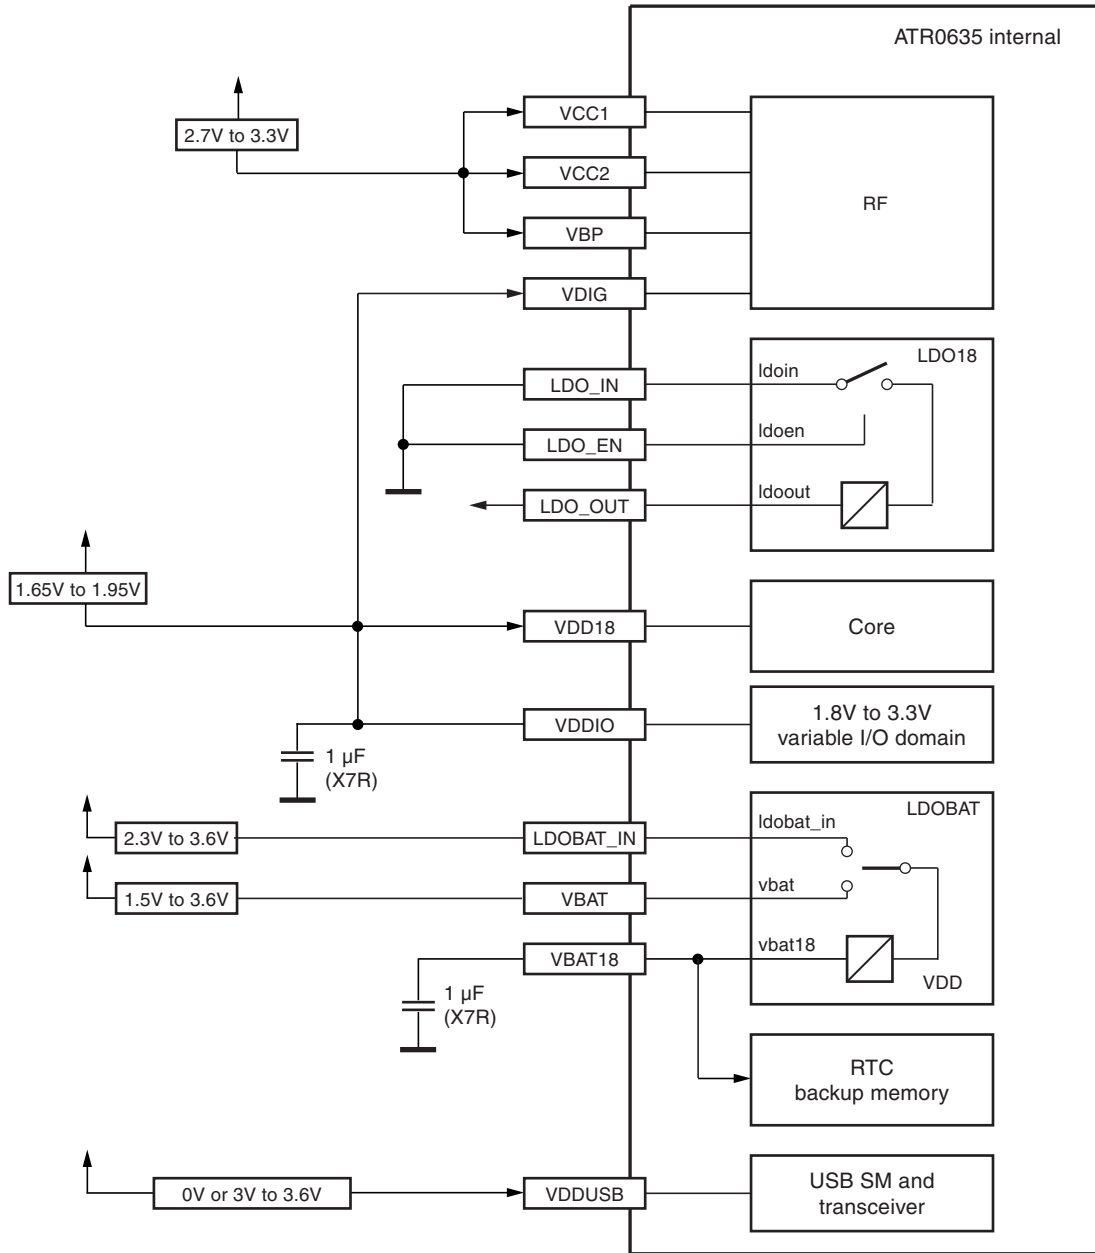 ATR0635 internal
VCC1
2.7V to 3.3V
VCC2
RF
VBP
VDIG
LDO18
ldoin
LDO_IN
ldoen
LDO_EN
ldoout
LDO_OUT
1.65V to 1.95V
VDD18
Core
VDDIO
1.8V to 3.3V
variable I/O domain
1 µF
(X7R)
LDOBAT
ldobat_in
2.3V to 3.6V
LDOBAT_IN
vbat
1.5V to 3.6V
VBAT
vbat18
VBAT18
VDD
1 µF
(X7R)
RTC
backup memory
0V or 3V to 3.6V
VDDUSB
USB SM and
transceiver